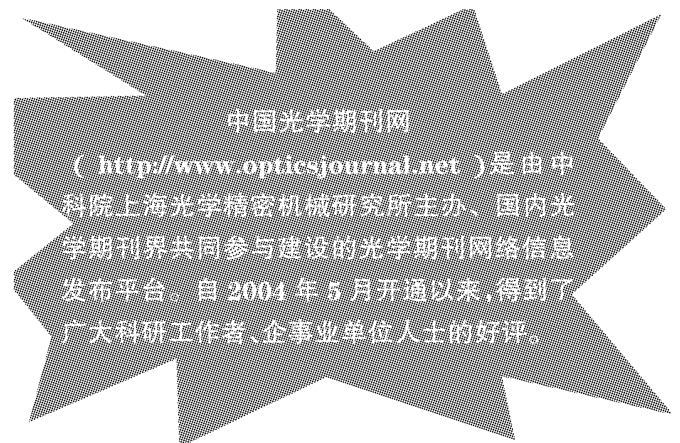 中国光学期刊网
( http://www.opticsjournal.net )是由中
科院上海光学精密机械研究所主办、国内光
学期刊界共同参与建设的光学期刊网络信息
发布平台。自 2004 年 5 月开通以来,得到了
广大科研工作者、企事业单位人士的好评。